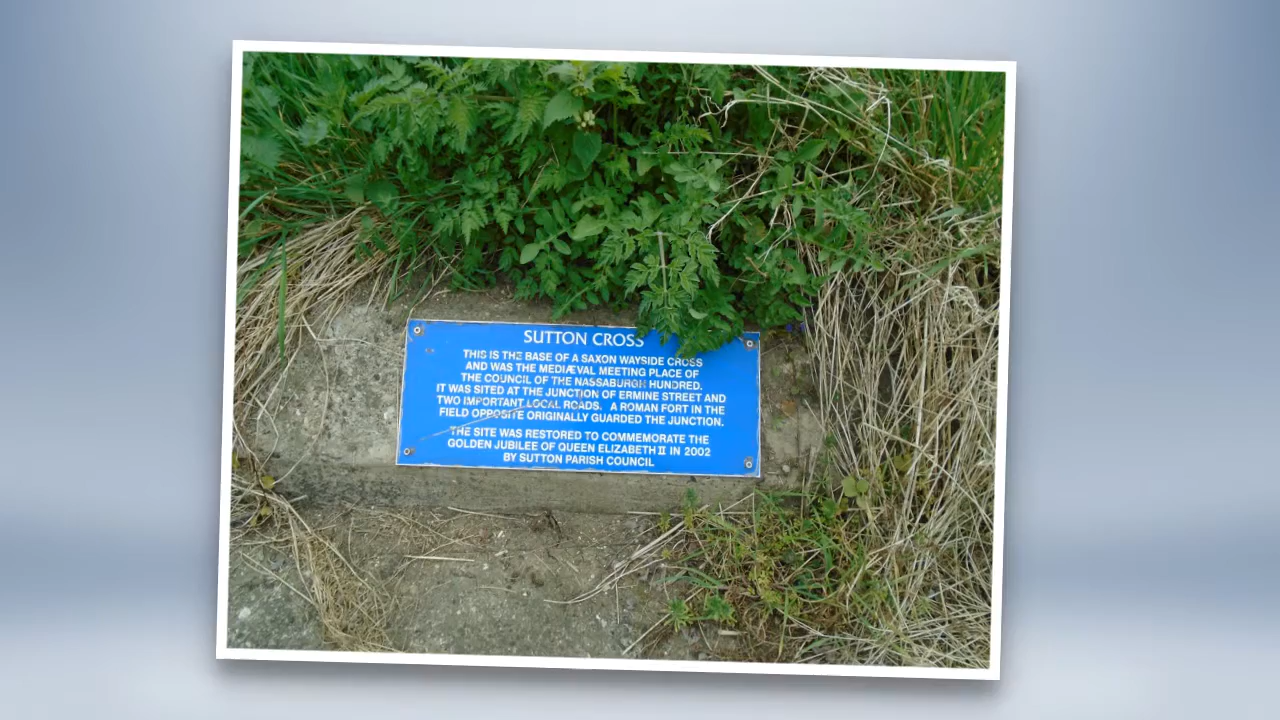 SUTTON CROSS
THIS IS THE BASE OF A SAXON WAYSIDE CROSS
AND WAS THE MEDIÆVAL MEETING PLACE OF
THE COUNCIL OF THE NASSABURGH HUNDRED.
IT WAS SITED AT THE JUNCTION OF ERMINE STREET AND
TWO IMPORTANT LOCAL ROADS. A ROMAN FORT IN THE
FIELD OPPOSITE ORIGINALLY GUARDED THE JUNCTION.
THE SITE WAS RESTORED TO COMMEMORATE THE
GOLDEN JUBILEE OF QUEEN ELIZABETH II IN 2002
BY SUTTON PARISH COUNCIL